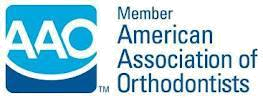 AAO
TM
Member
American
Association of
Orthodontists